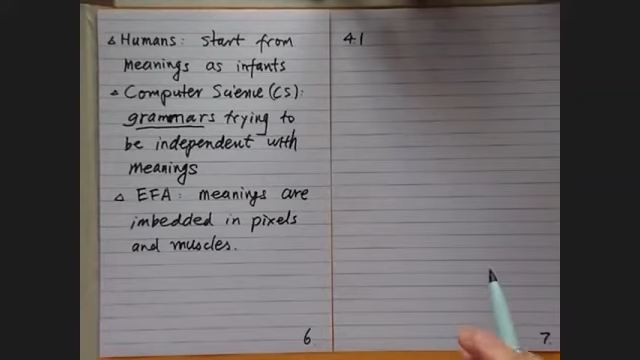 △ Humans: start from
meanings as infants
△ Computer Science (CS):
grammars trying to
be independent with
meanings
△ EFA: meanings are
imbedded in pixels
and muscles.
6
41
7.